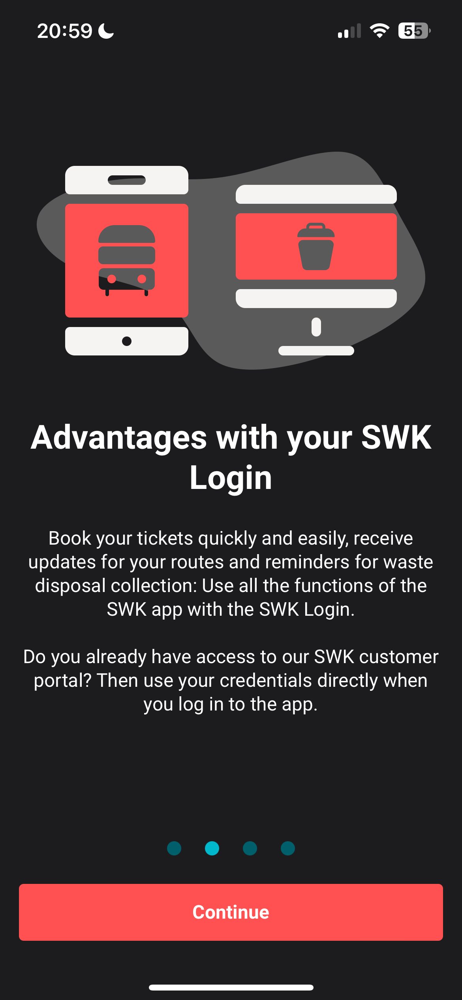 20:59
55
Advantages with your SWK
Login
Book your tickets quickly and easily, receive
updates for your routes and reminders for waste
disposal collection: Use all the functions of the
SWK app with the SWK Login.
Do you already have access to our SWK customer
portal? Then use your credentials directly when
you log in to the app.
Continue